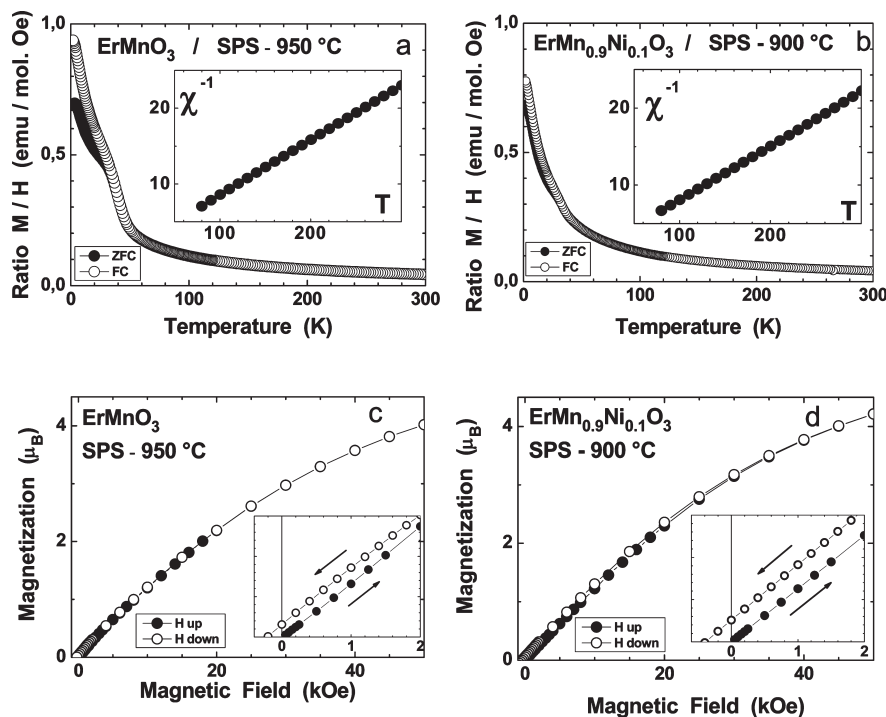 1,0
ErMnO₃ / SPS - 950 °C
a
Ratio M / H (emu / mol. Oe)
0,5
0,0
χ⁻¹
20
10
100
200
T
ZFC
FC
0
100
200
300
Temperature (K)
1,0
ErMn₀.₉Ni₀.₁O₃ / SPS - 900 °C
b
Ratio M / H (emu / mol. Oe)
0,5
0,0
χ⁻¹
20
10
100
200
T
ZFC
FC
0
100
200
300
Temperature (K)
ErMnO₃
c
SPS - 950 °C
Magnetization (μB)
4
2
0
H up
H down
0
1
2
0
20
40
Magnetic Field (kOe)
ErMn₀.₉Ni₀.₁O₃
d
SPS - 900 °C
Magnetization (μB)
4
2
0
H up
H down
0
1
2
0
20
40
Magnetic Field (kOe)